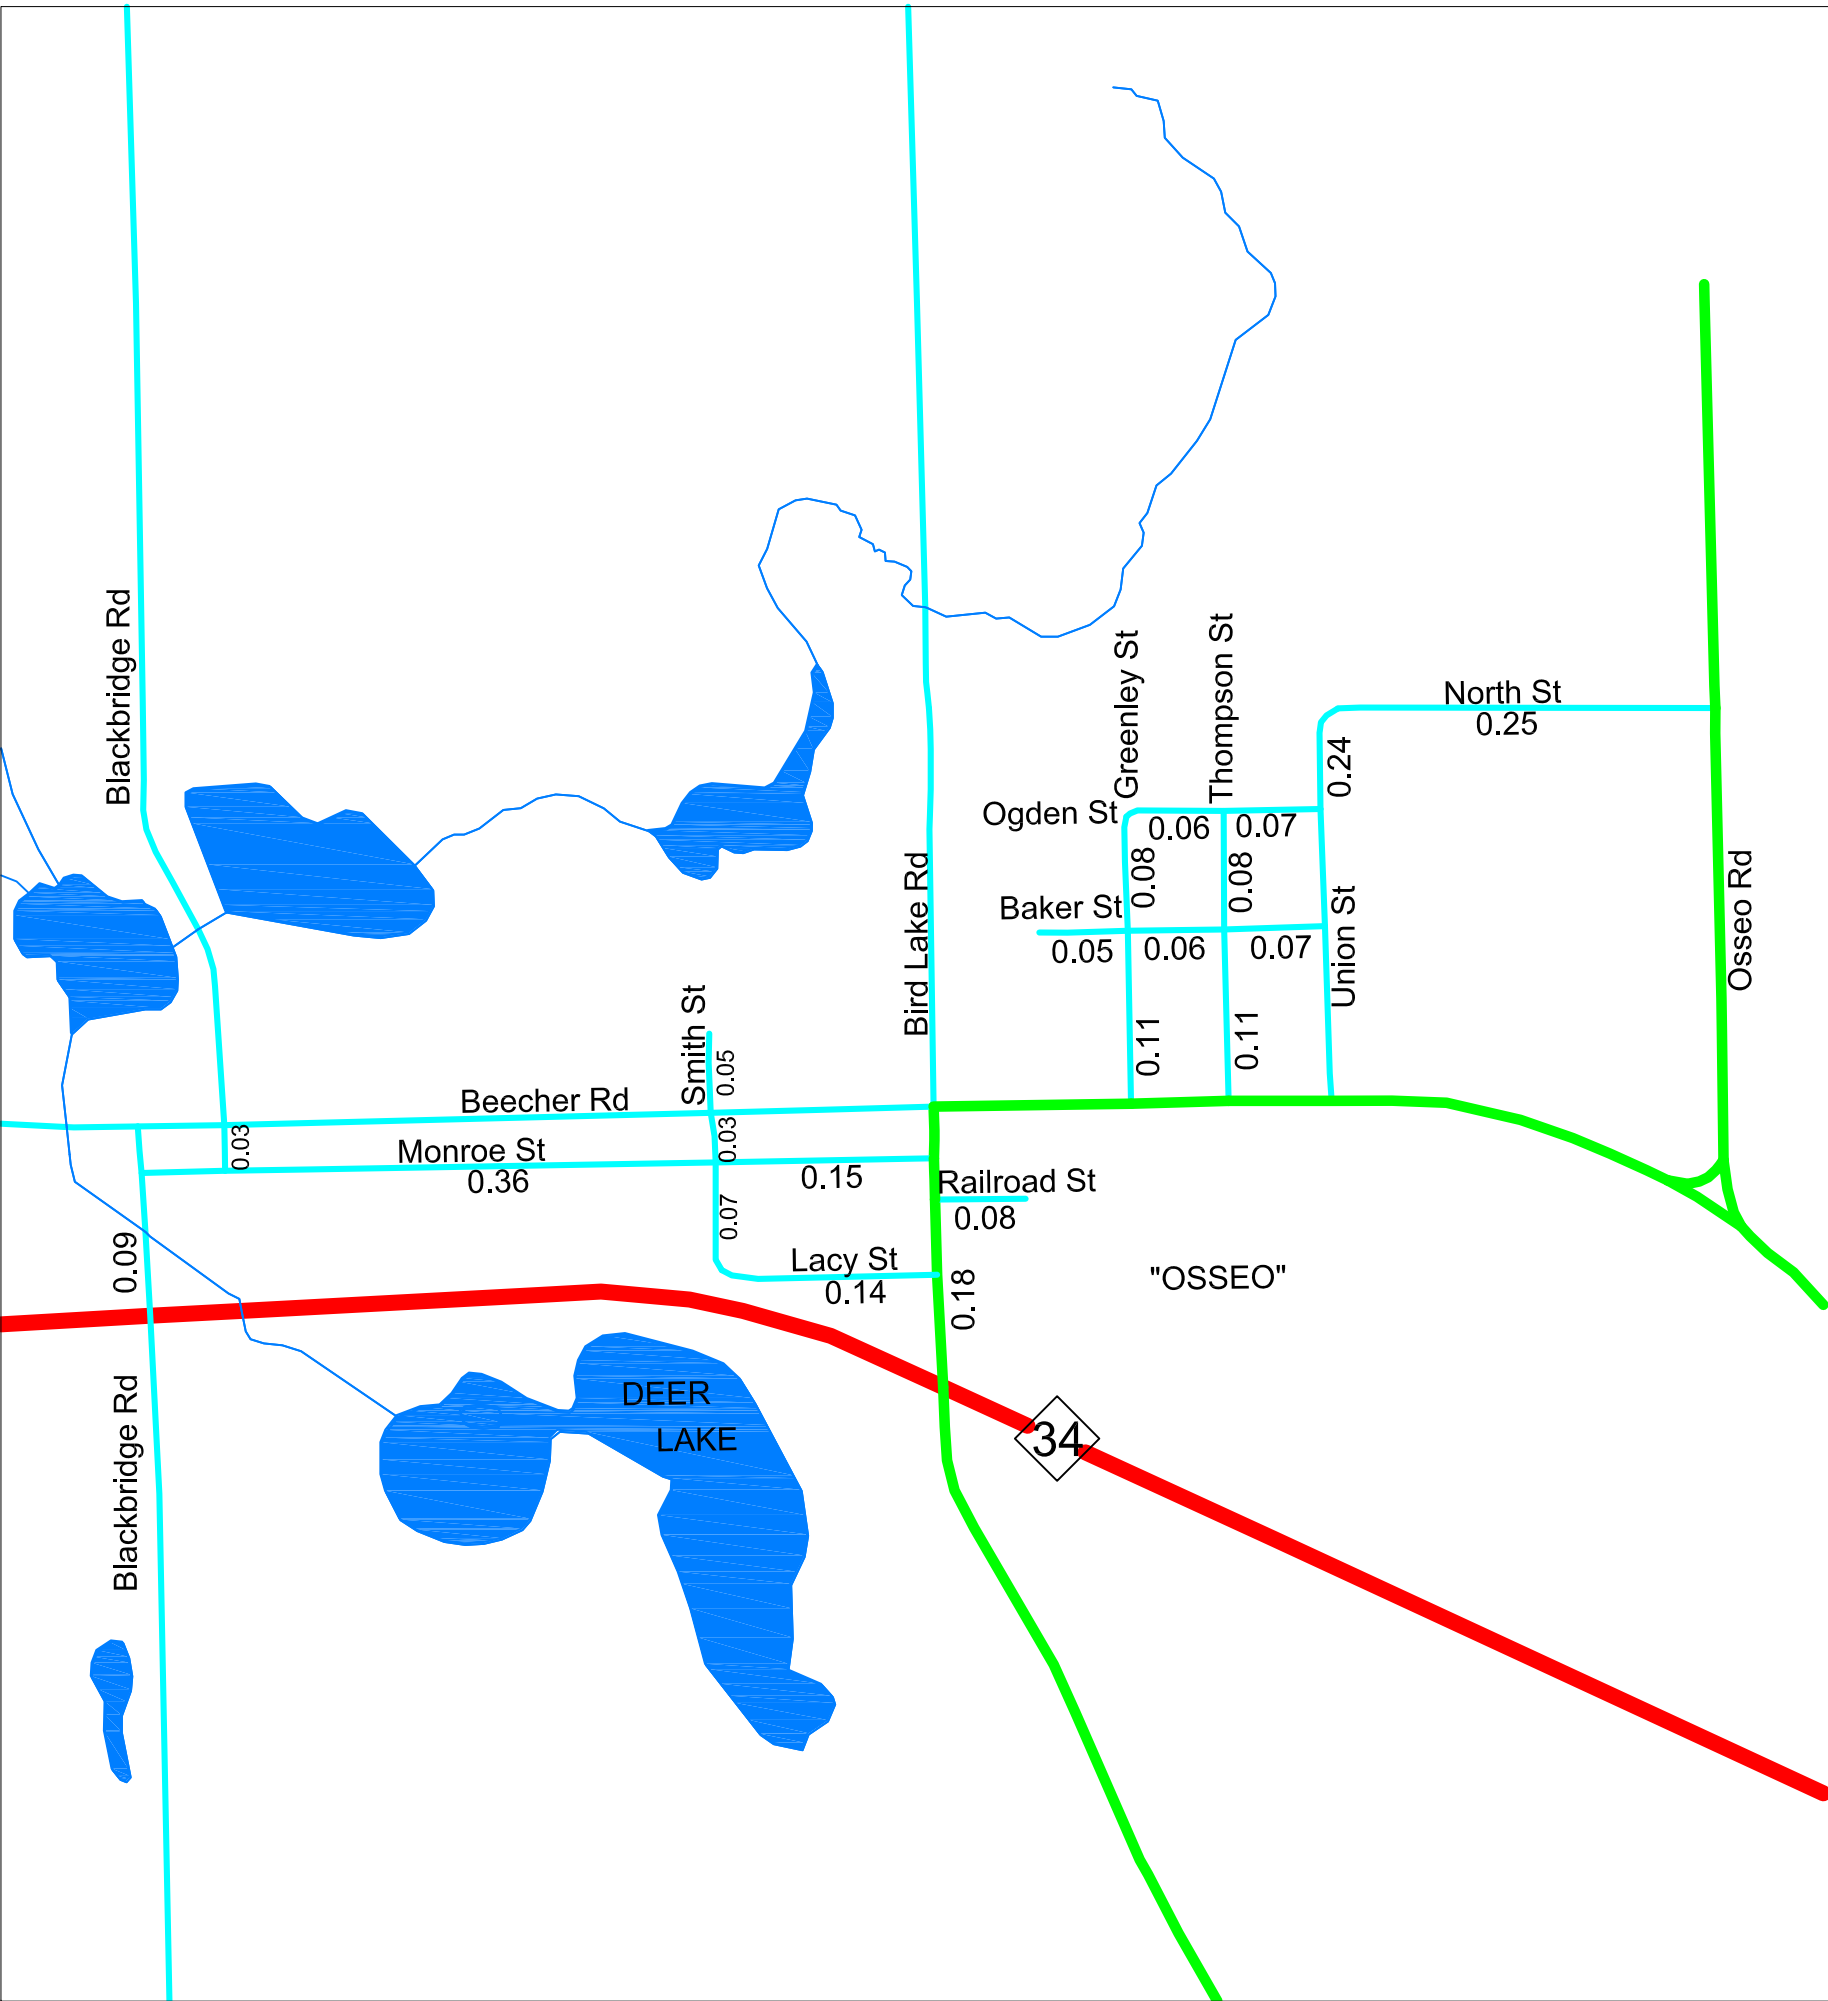 Blackbridge Rd
Greenley St
Thompson St
North St
0.25
0.24
Ogden St
0.06
0.07
0.08
0.08
Bird Lake Rd
Osseo Rd
Baker St
0.05
0.06
0.07
Union St
Smith St
0.11
0.11
0.05
Beecher Rd
0.03
0.03
Monroe St
0.36
0.15
Railroad St
0.08
0.07
0.09
Lacy St
0.14
0.18
"OSSEO"
DEER
LAKE
34
Blackbridge Rd